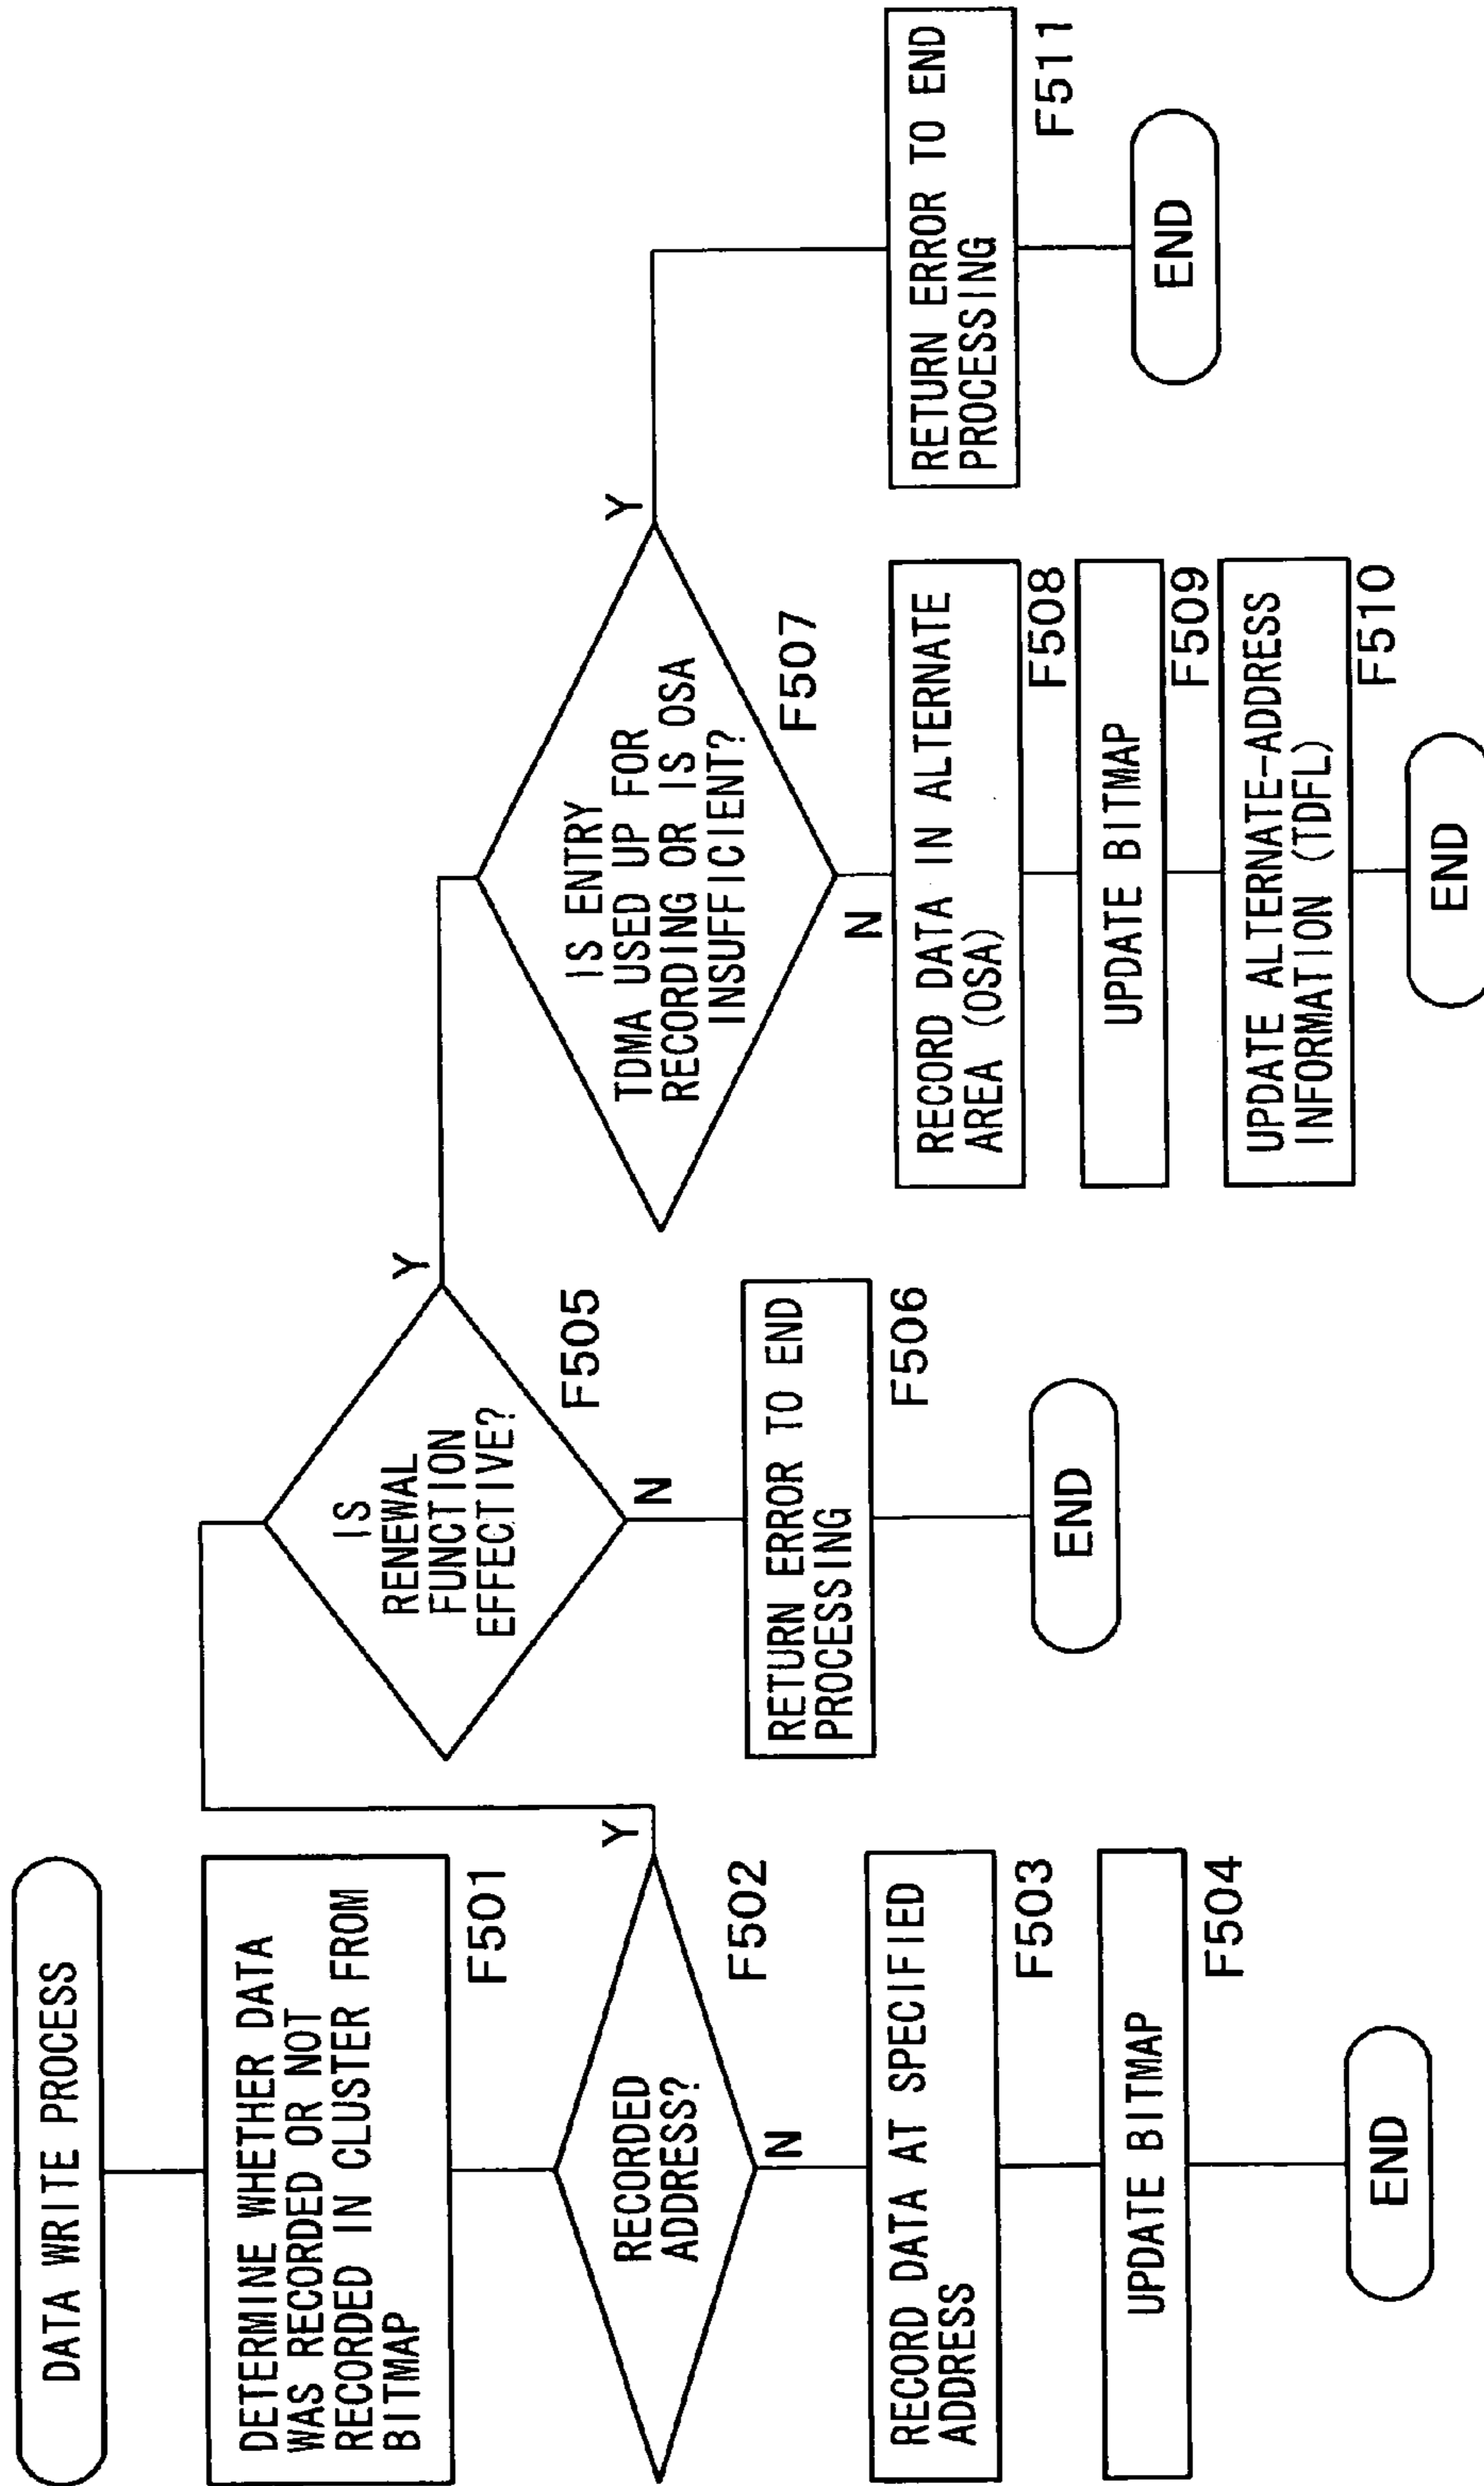 DATA WRITE PROCESS
DETERMINE WHETHER DATA
WAS RECORDED OR NOT
RECORDED IN CLUSTER FROM
BITMAP
F501
RECORDED
ADDRESS?
F502
Y
N
RECORD DATA AT SPECIFIED
ADDRESS
F503
UPDATE BITMAP
F504
END
IS
RENEWAL
FUNCTION
EFFECTIVE?
F505
Y
N
RETURN ERROR TO END
PROCESSING
F506
END
IS ENTRY
TDMA USED UP FOR
RECORDING OR IS OSA
INSUFFICIENT?
F507
Y
N
RECORD DATA IN ALTERNATE
AREA (OSA)
F508
UPDATE BITMAP
F509
UPDATE ALTERNATE-ADDRESS
INFORMATION (TDFL)
F510
END
RETURN ERROR TO END
PROCESSING
F511
END